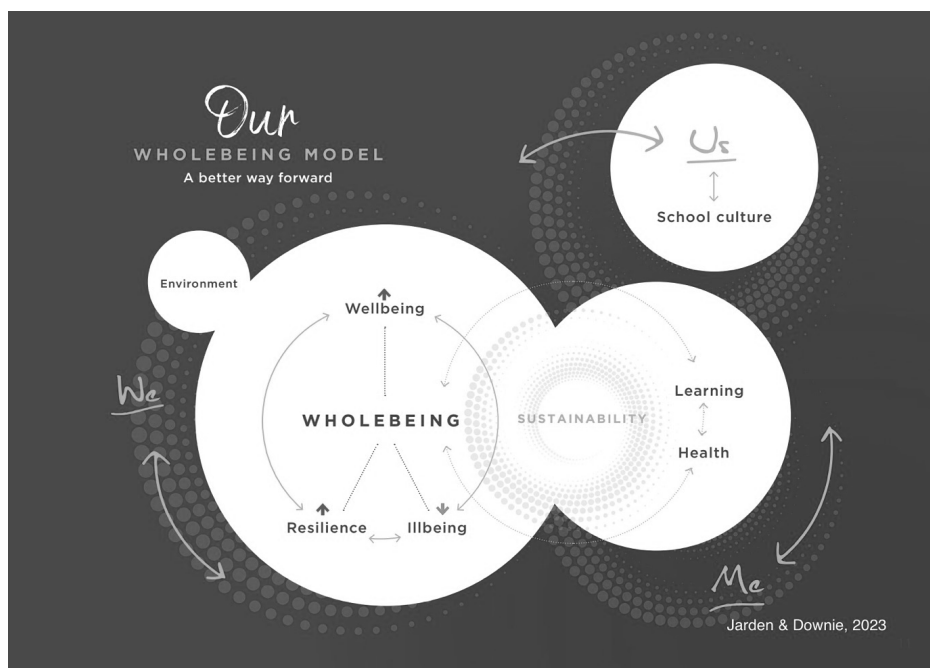 Our
WHOLEBEING MODEL
A better way forward
Us
School culture
Environment
Wellbeing
We
WHOLEBEING
SUSTAINABILITY
Learning
Health
Resilience
Illbeing
Me
Jarden & Downie, 2023